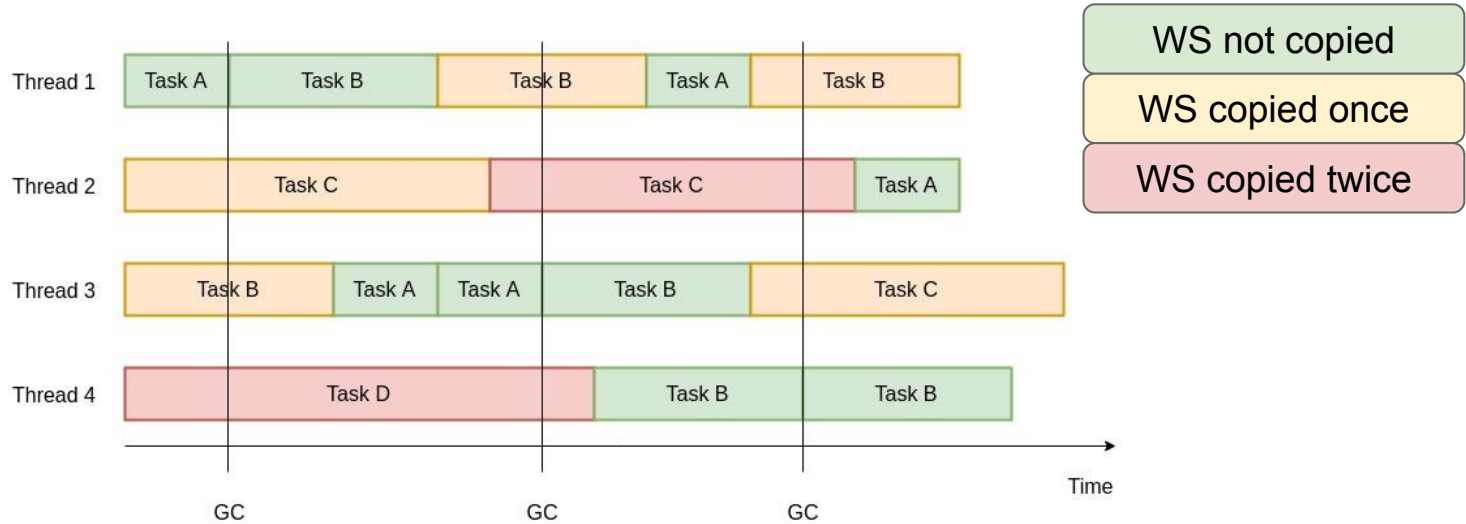 WS not copied
WS copied once
WS copied twice
Thread 1 Task A Task B Task B Task A Task B
Thread 2 Task C Task C Task A
Thread 3 Task B Task A Task A Task B Task C
Thread 4 Task D Task B Task B
Time
GC GC GC